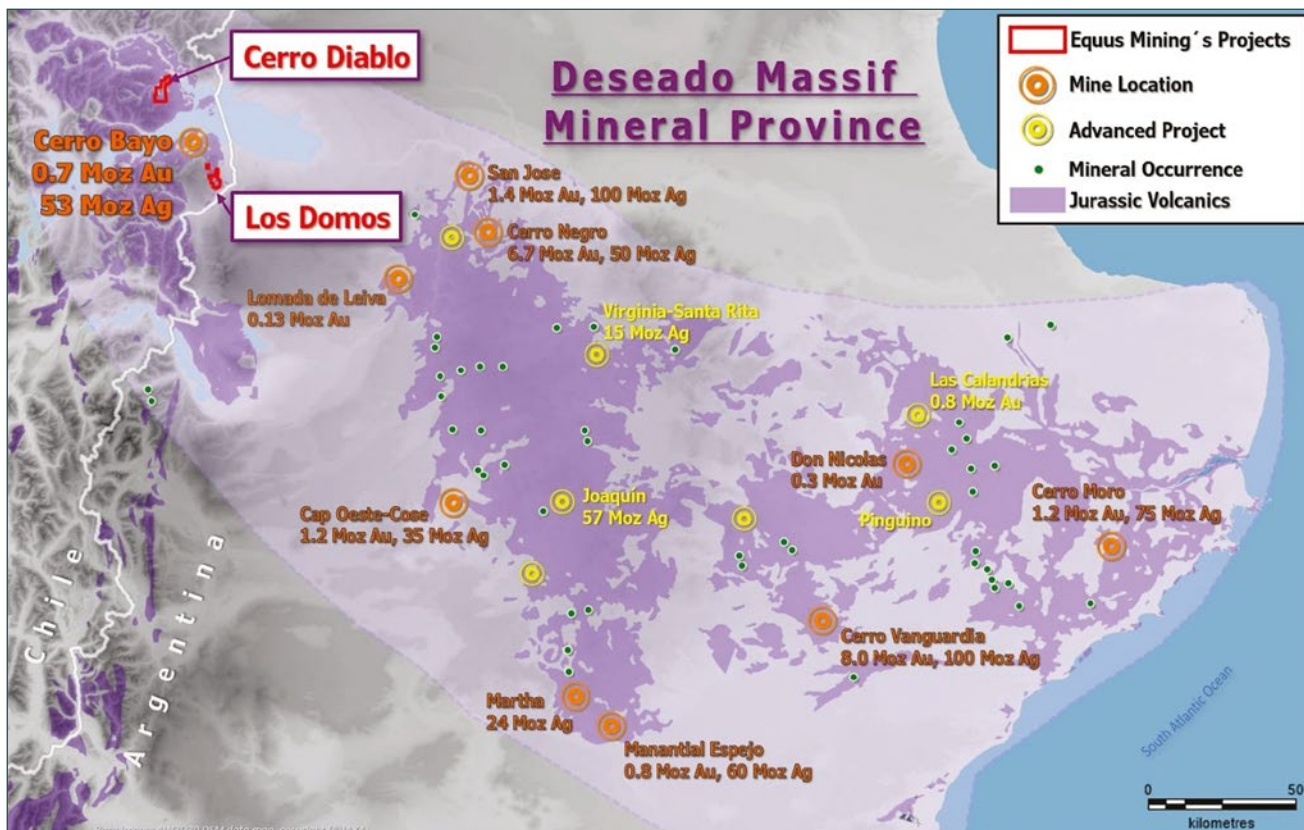 Deseado Massif
Mineral Province
Equus Mining´s Projects
Mine Location
Advanced Project
Mineral Occurrence
Jurassic Volcanics
Cerro Diablo
Cerro Bayo
0.7 Moz Au
53 Moz Ag
Los Domos
San Jose
1.4 Moz Au, 100 Moz Ag
Cerro Negro
6.7 Moz Au, 50 Moz Ag
Lomada de Leiva
0.13 Moz Au
Virginia-Santa Rita
15 Moz Ag
Las Calandrias
0.8 Moz Au
Don Nicolas
0.3 Moz Au
Cap Oeste-Cose
1.2 Moz Au, 35 Moz Ag
Joaquín
57 Moz Ag
Pinguino
Cerro Moro
1.2 Moz Au, 75 Moz Ag
Cerro Vanguardia
8.0 Moz Au, 100 Moz Ag
Martha
24 Moz Ag
Manantial Espejo
0.8 Moz Au, 60 Moz Ag
Chile
Argentina
South Atlantic Ocean
0 50
kilometres